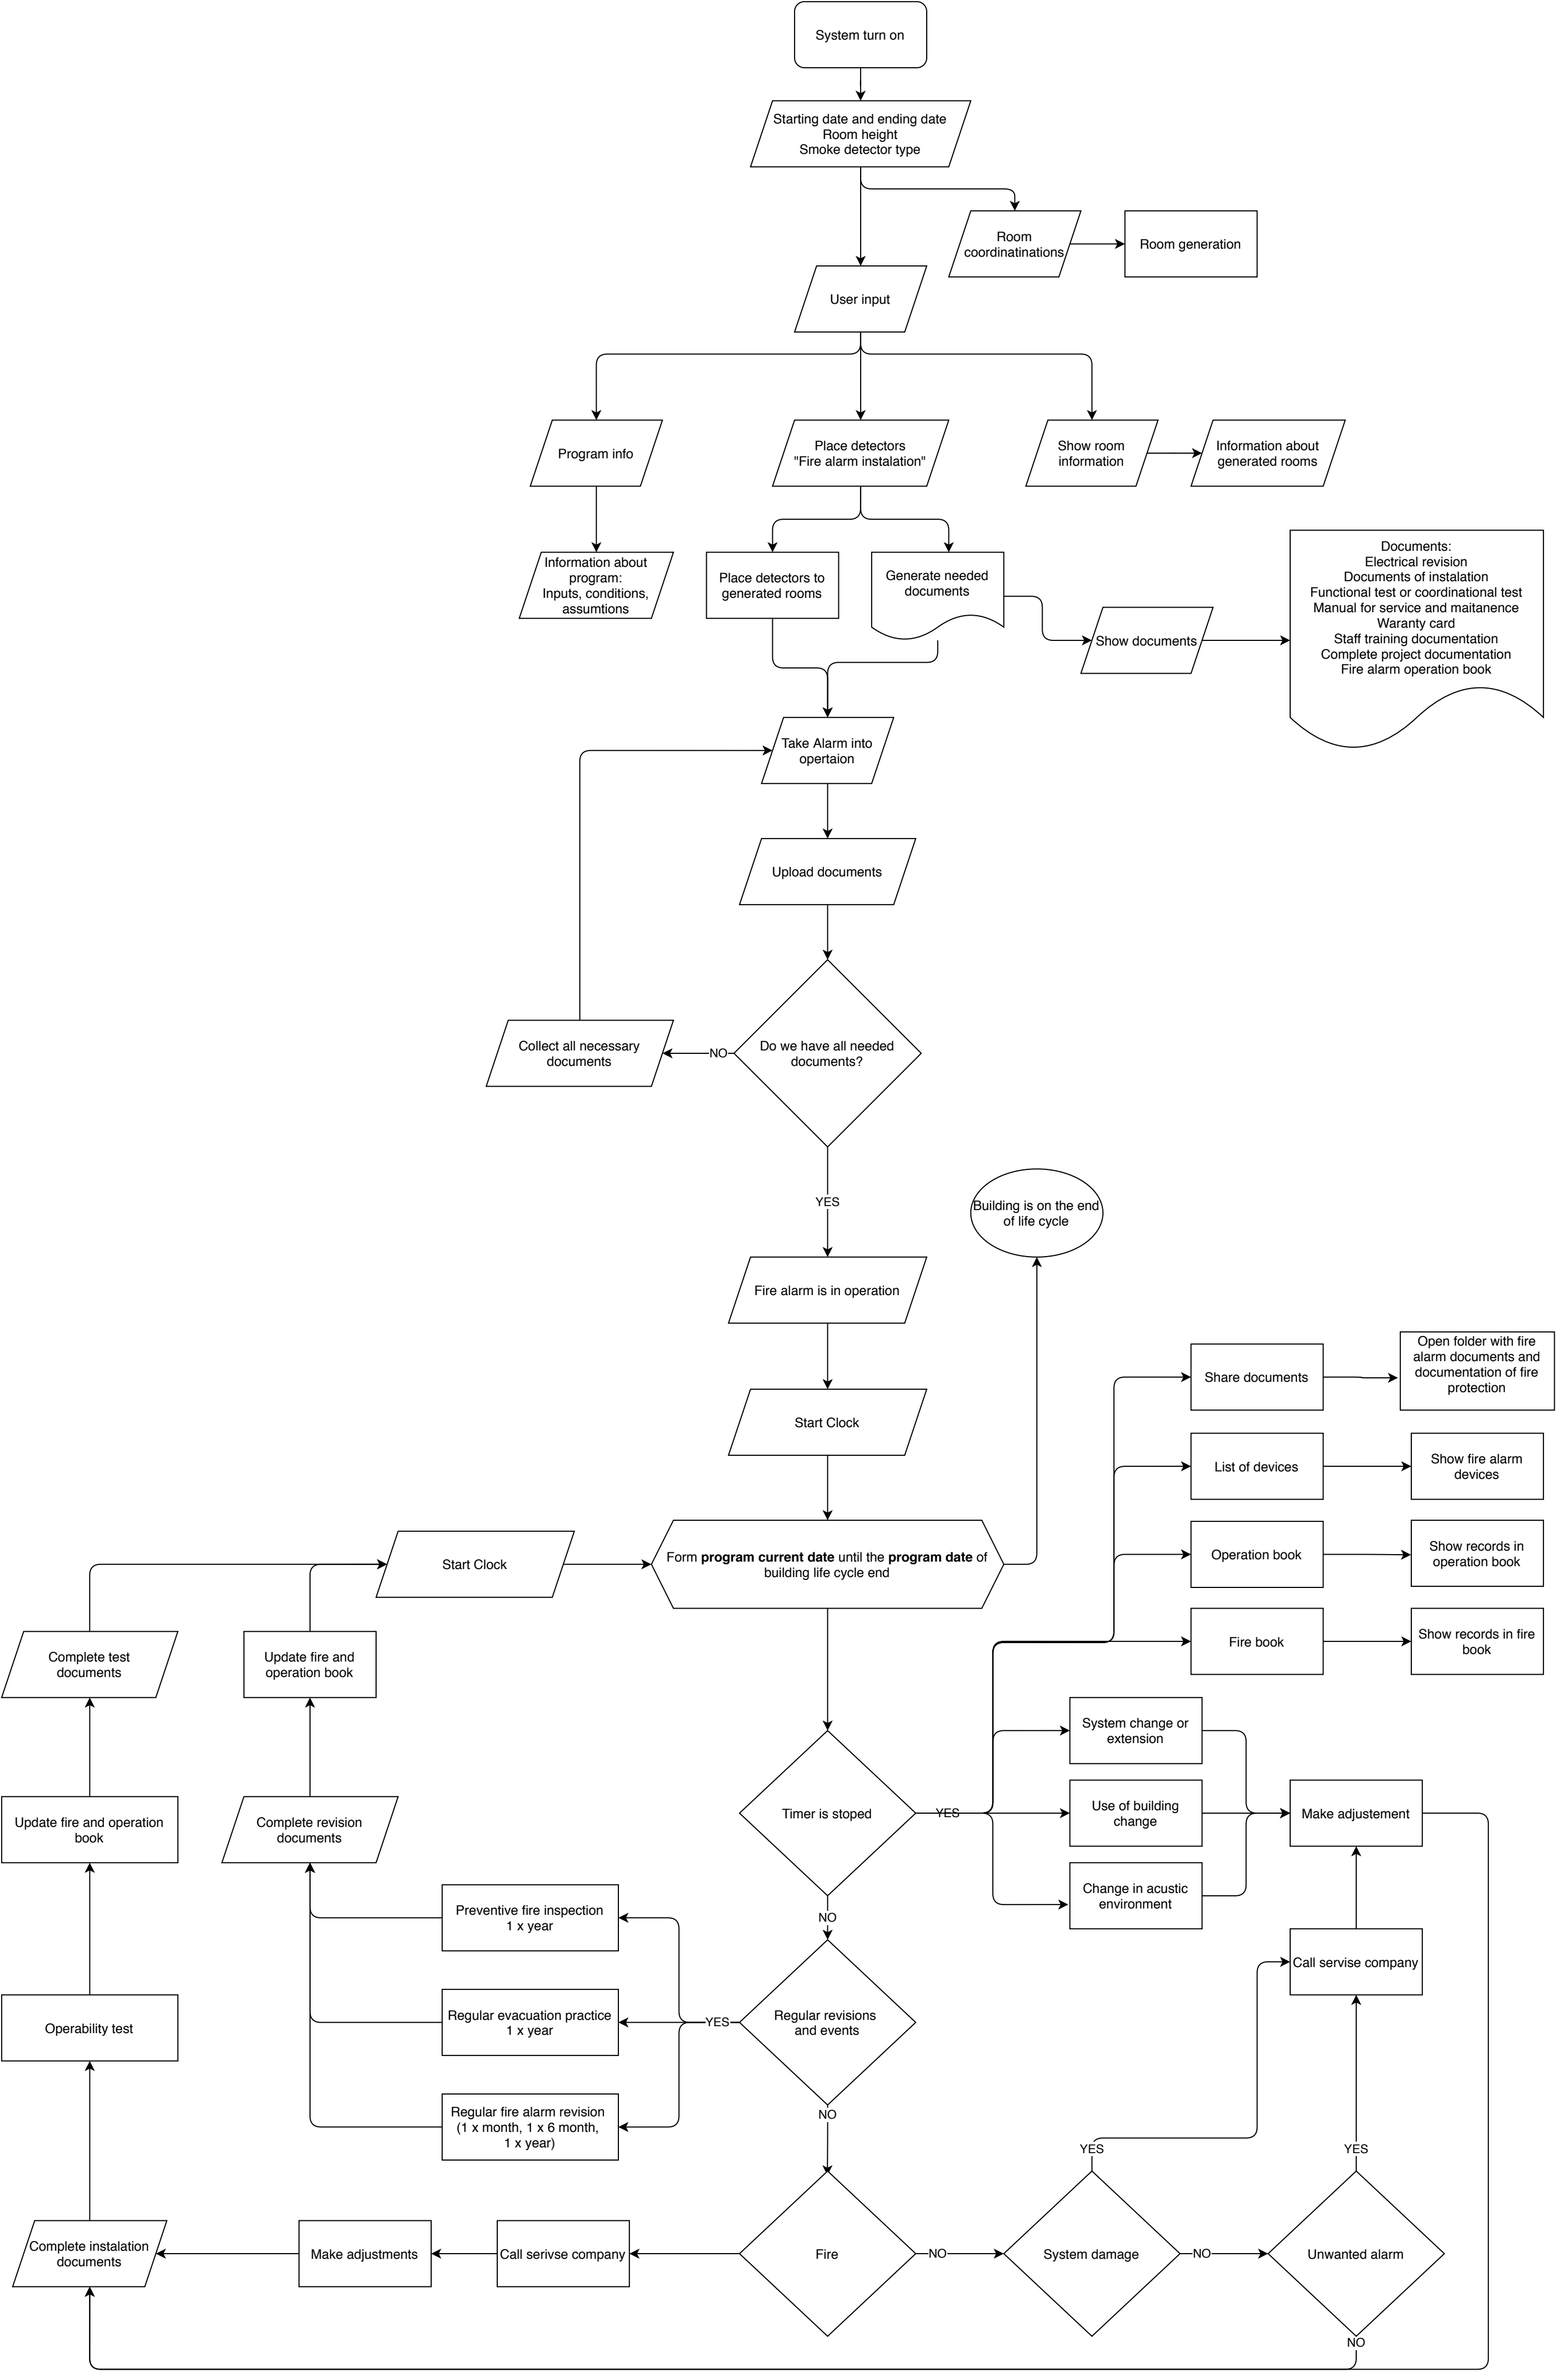 System turn on
Starting date and ending date
Room height
Smoke detector type
Room
coordinatinations
Room generation
User input
Program info
Place detectors
"Fire alarm instalation"
Show room
information
Information about
generated rooms
Information about
program:
Inputs, conditions,
assumtions
Place detectors to
generated rooms
Generate needed
documents
Show documents
Documents:
Electrical revision
Documents of instalation
Functional test or coordinational test
Manual for service and maitanence
Waranty card
Staff training documentation
Complete project documentation
Fire alarm operation book
Take Alarm into
opertaion
Upload documents
Do we have all needed
documents?
NO
Collect all necessary
documents
YES
Building is on the end
of life cycle
Fire alarm is in operation
Start Clock
Share documents
Open folder with fire
alarm documents and
documentation of fire
protection
List of devices
Show fire alarm
devices
Start Clock
Form program current date until the program date of
building life cycle end
Operation book
Show records in
operation book
Complete test
documents
Update fire and
operation book
Fire book
Show records in fire
book
System change or
extension
Update fire and operation
book
Complete revision
documents
Timer is stoped
YES
Use of building
change
Make adjustement
Change in acustic
environment
NO
Preventive fire inspection
1 x year
Call servise company
Operability test
Regular evacuation practice
1 x year
YES
Regular revisions
and events
Regular fire alarm revision
(1 x month, 1 x 6 month,
1 x year)
NO
YES
YES
Complete instalation
documents
Make adjustments
Call serivse company
Fire
NO
System damage
NO
Unwanted alarm
NO